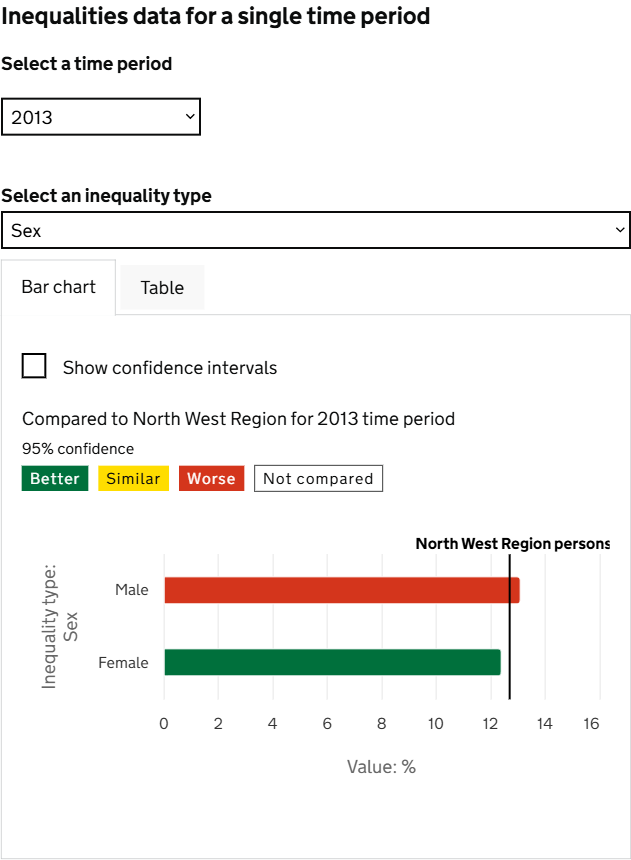 Inequalities data for a single time period
Select a time period
2013
Select an inequality type
Sex
Bar chart
Table
Show confidence intervals
Compared to North West Region for 2013 time period
95% confidence
Better Similar Worse Not compared
North West Region persons
Inequality type:
Sex
Male
Female
0 2 4 6 8 10 12 14 16
Value: %